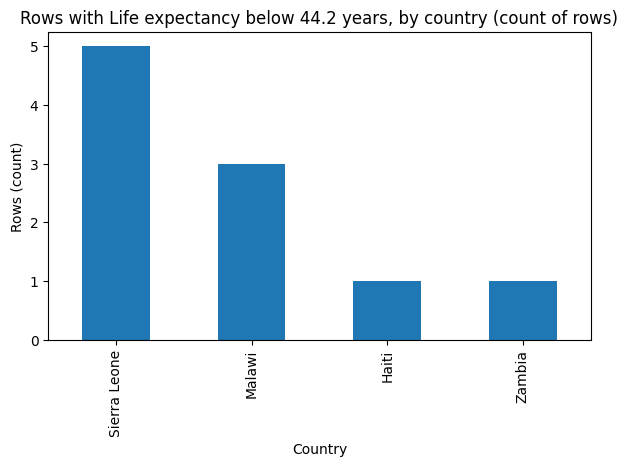 Rows with Life expectancy below 44.2 years, by country (count of rows)
Rows (count)
5
4
3
2
1
0
Sierra Leone
Malawi
Haiti
Zambia
Country